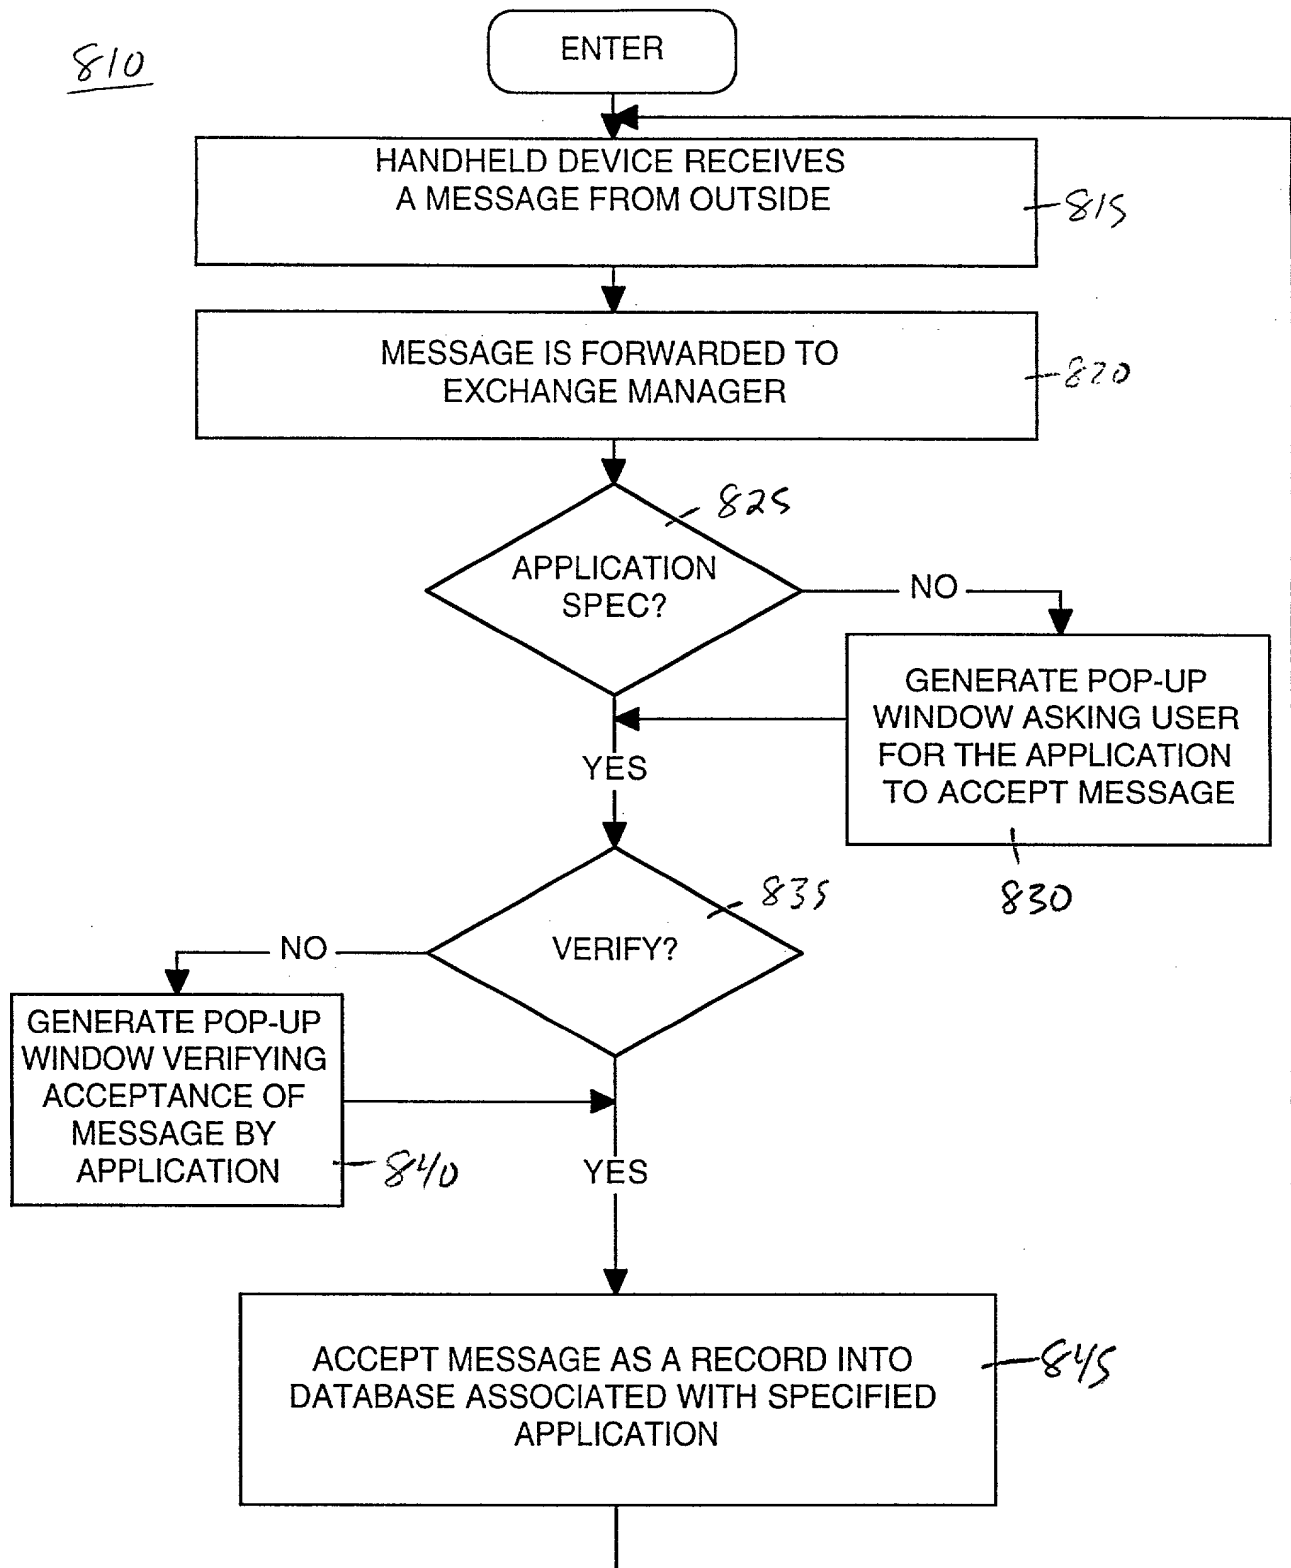 810
ENTER
HANDHELD DEVICE RECEIVES
A MESSAGE FROM OUTSIDE
815
MESSAGE IS FORWARDED TO
EXCHANGE MANAGER
820
825
APPLICATION
SPEC?
NO
GENERATE POP-UP
WINDOW ASKING USER
FOR THE APPLICATION
TO ACCEPT MESSAGE
830
YES
835
VERIFY?
NO
GENERATE POP-UP
WINDOW VERIFYING
ACCEPTANCE OF
MESSAGE BY
APPLICATION
840
YES
ACCEPT MESSAGE AS A RECORD INTO
DATABASE ASSOCIATED WITH SPECIFIED
APPLICATION
845